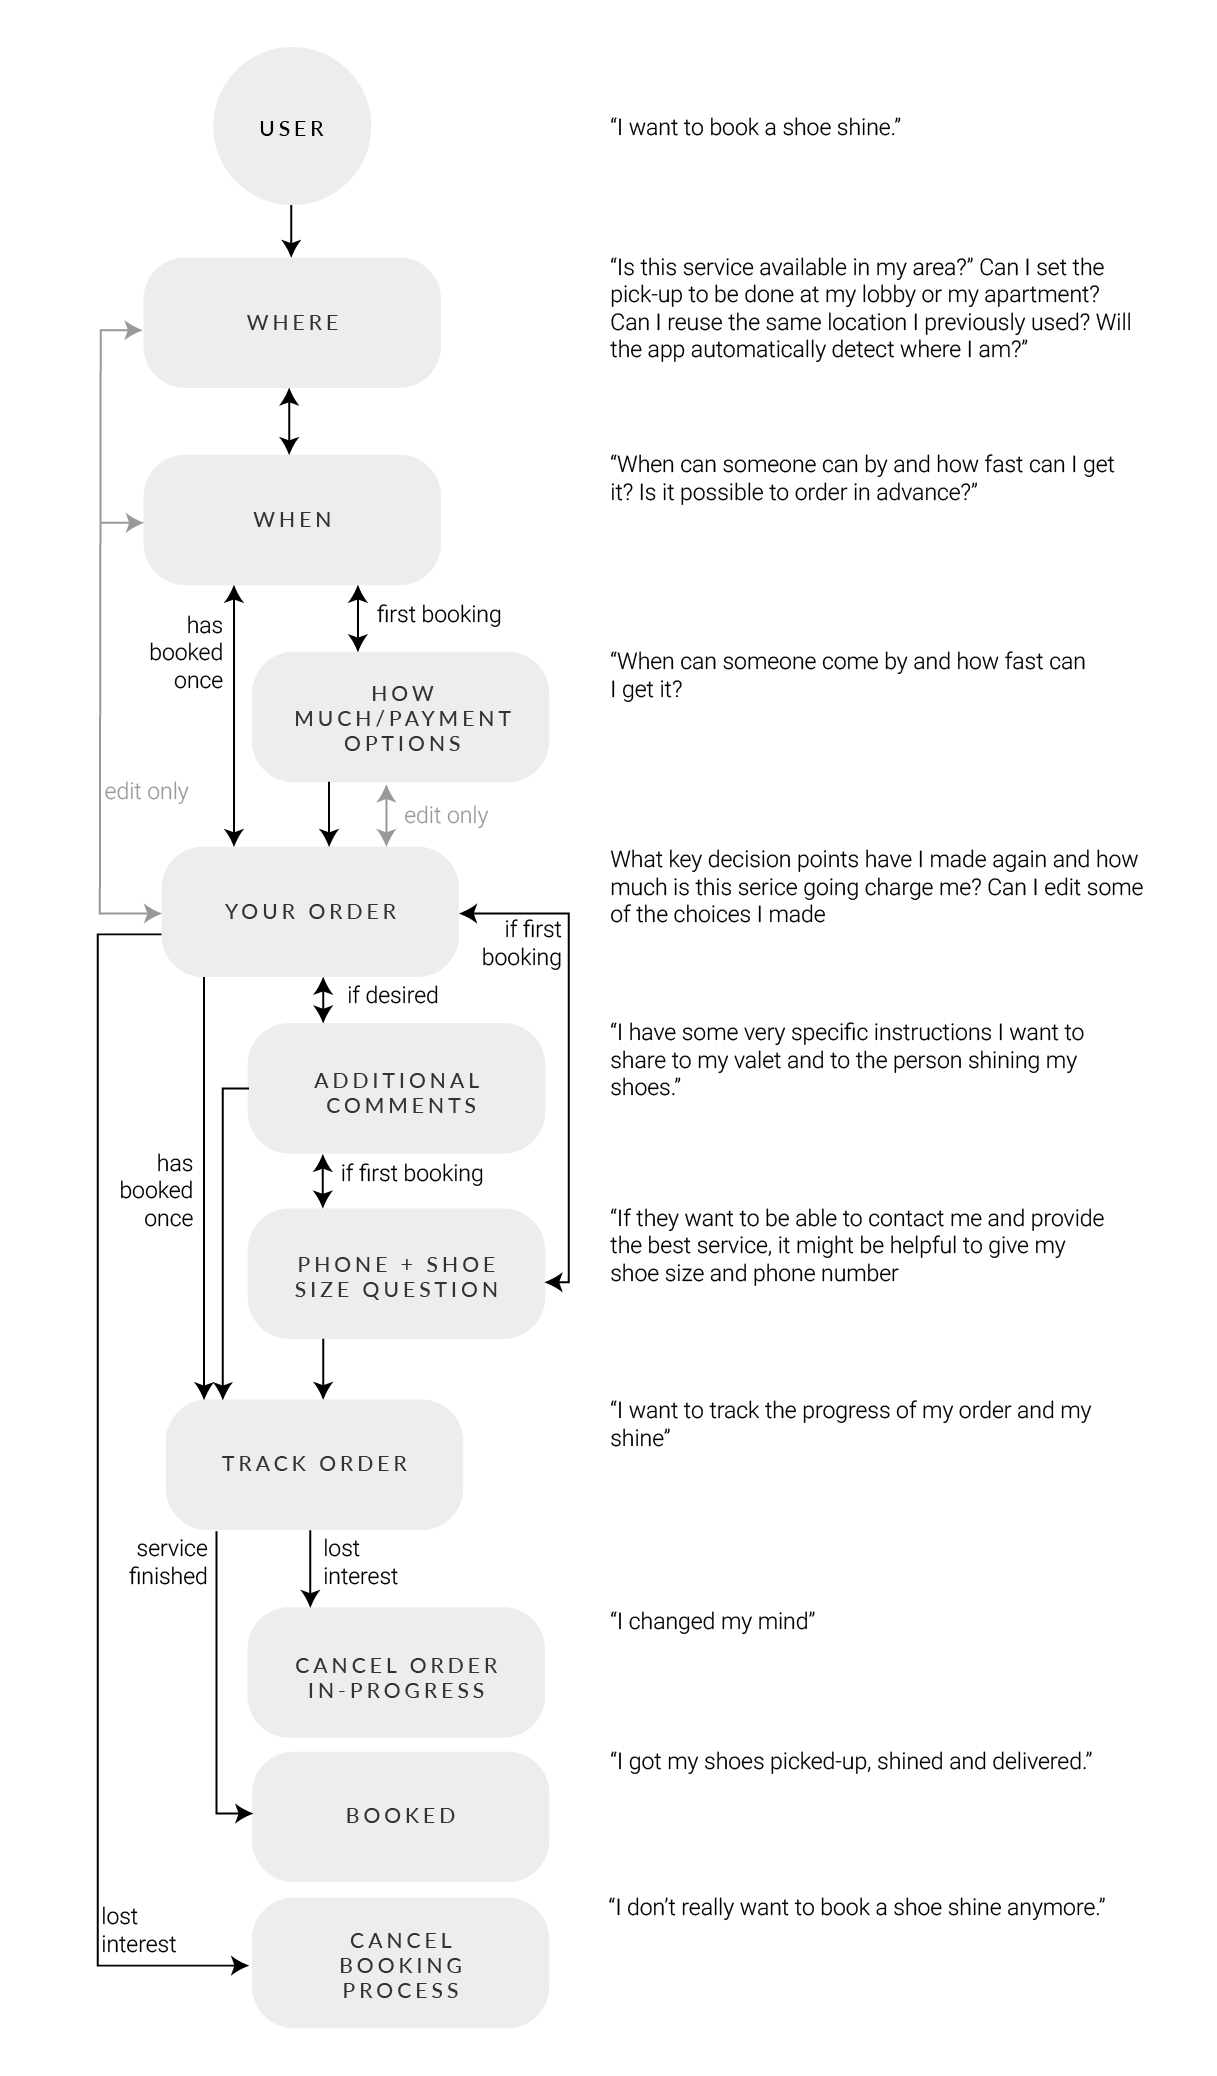 USER
“I want to book a shoe shine.”
WHERE
“Is this service available in my area?” Can I set the
pick-up to be done at my lobby or my apartment?
Can I reuse the same location I previously used? Will
the app automatically detect where I am?”
WHEN
“When can someone can by and how fast can I get
it? Is it possible to order in advance?”
has
booked
once
first booking
HOW
MUCH/PAYMENT
OPTIONS
“When can someone come by and how fast can
I get it?
edit only
edit only
YOUR ORDER
What key decision points have I made again and how
much is this serice going charge me? Can I edit some
of the choices I made
if first
booking
if desired
ADDITIONAL
COMMENTS
“I have some very specific instructions I want to
share to my valet and to the person shining my
shoes.”
has
booked
once
if first booking
PHONE + SHOE
SIZE QUESTION
“If they want to be able to contact me and provide
the best service, it might be helpful to give my
shoe size and phone number
TRACK ORDER
“I want to track the progress of my order and my
shine”
service
finished
lost
interest
CANCEL ORDER
IN-PROGRESS
“I changed my mind”
BOOKED
“I got my shoes picked-up, shined and delivered.”
lost
interest
CANCEL
BOOKING
PROCESS
“I don’t really want to book a shoe shine anymore.”